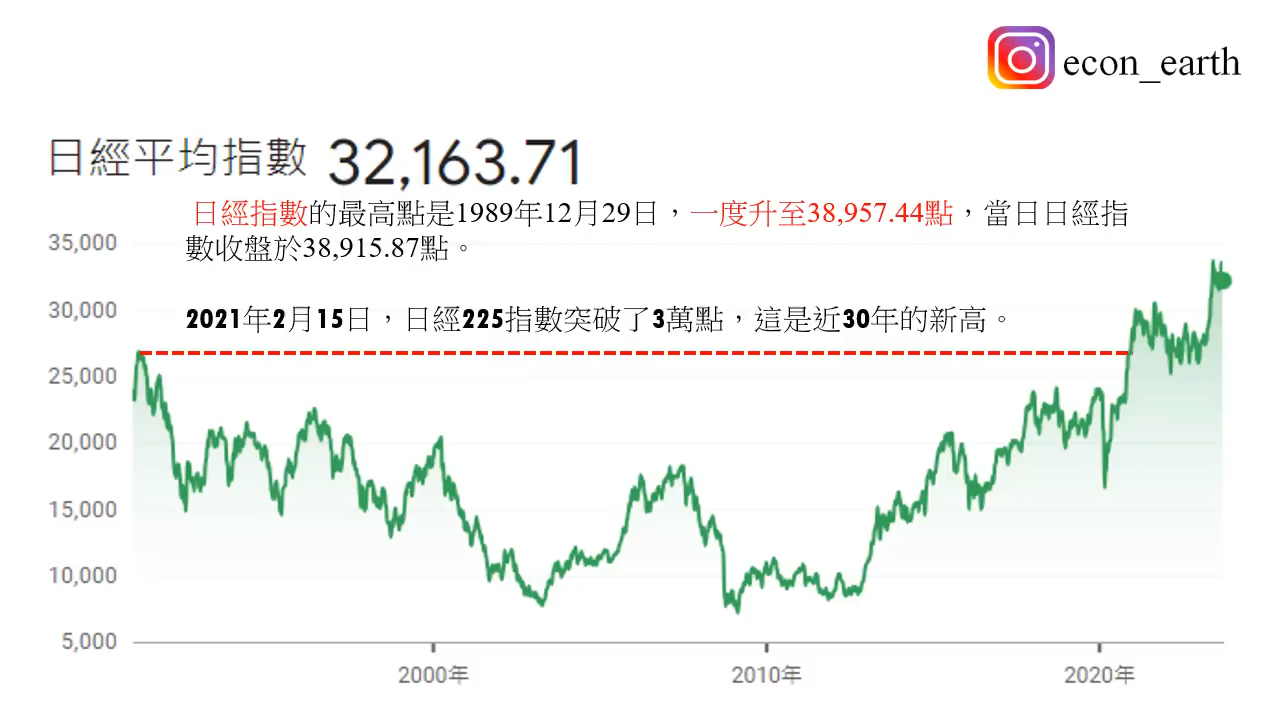 econ_earth
日經平均指數 32,163.71
日經指數的最高點是1989年12月29日，一度升至38,957.44點，當日日經指
數收盤於38,915.87點。
2021年2月15日，日經225指數突破了3萬點，這是近30年的新高。
35,000
30,000
25,000
20,000
15,000
10,000
5,000
2000年 2010年 2020年